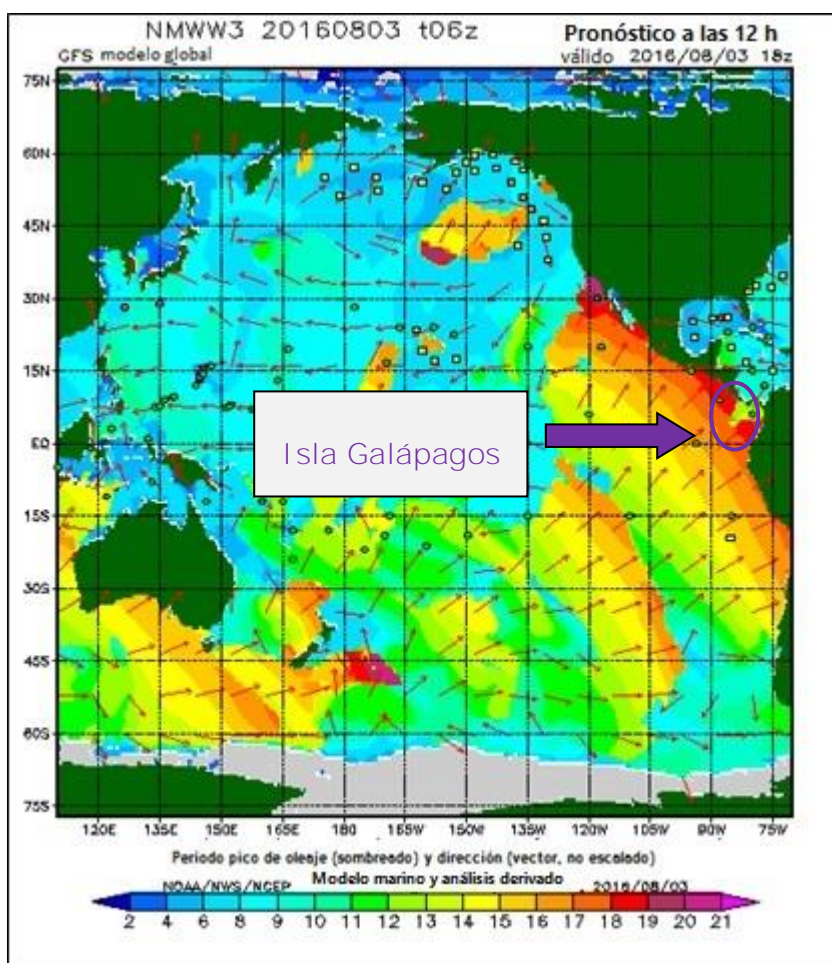 NMWW3 20160803 t06z
Pronóstico a las 12 h
GFS modelo global
válido 2016/08/03 18z
75N
60N
45N
30N
15N
EQ
15S
30S
45S
60S
75S
Isla Galápagos
120E 135E 150E 165E 180 165W 150W 135W 120W 105W 90W 75W
Periodo pico de oleaje (sombreado) y dirección (vector, no escalado)
NOAA/NWS/NCEP Modelo marino y análisis derivado 2016/08/03
2 4 6 8 9 10 11 12 13 14 15 16 17 18 19 20 21